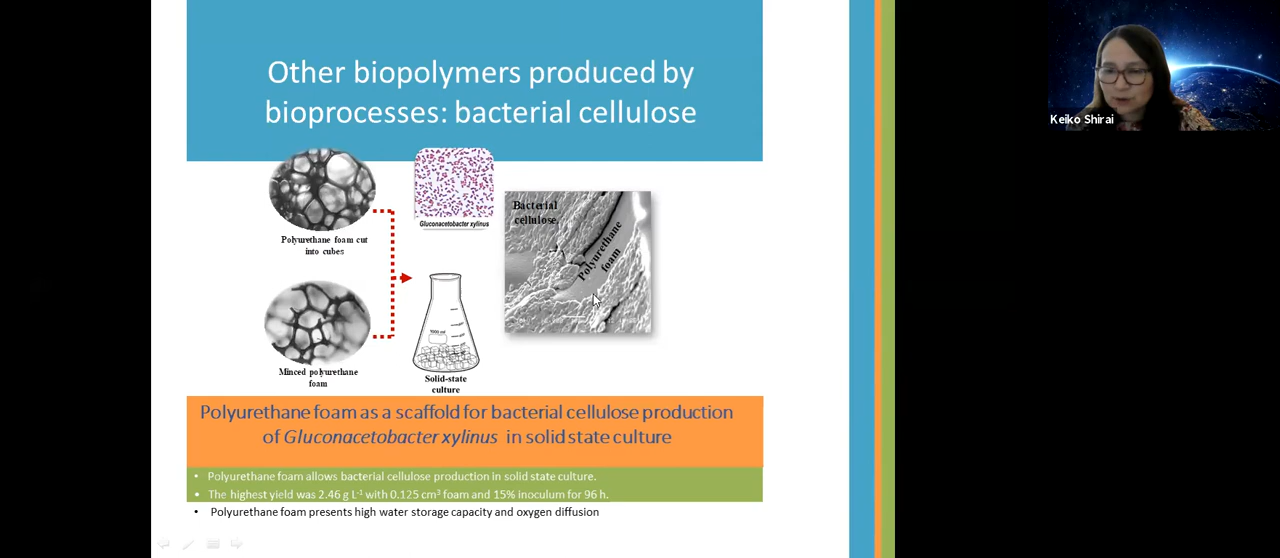 Other biopolymers produced by
bioprocesses: bacterial cellulose
Polyurethane foam cut
into cubes
Gluconacetobacter xylinus
Bacterial
cellulose
Polyurethane
foam
Minced polyurethane
foam
1000 ml
Solid-state
culture
Polyurethane foam as a scaffold for bacterial cellulose production
of Gluconacetobacter xylinus in solid state culture
• Polyurethane foam allows bacterial cellulose production in solid state culture.
• The highest yield was 2.46 g L⁻¹ with 0.125 cm³ foam and 15% inoculum for 96 h.
• Polyurethane foam presents high water storage capacity and oxygen diffusion
Keiko Shirai